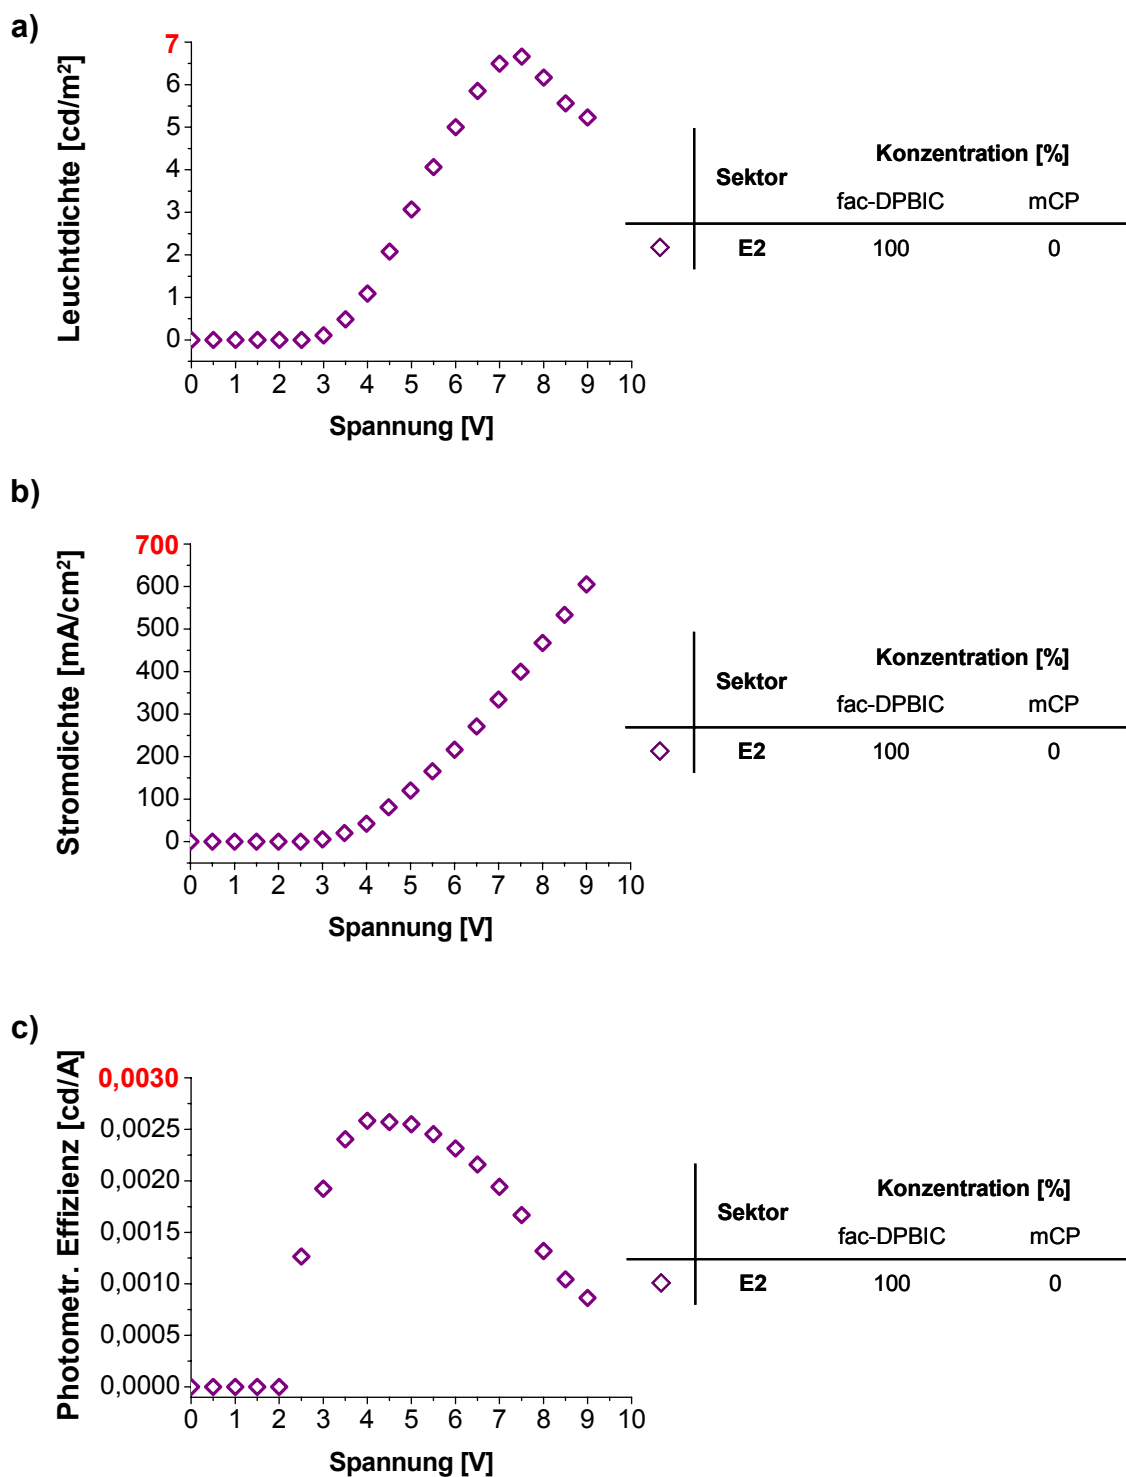 a)
Leuchtdichte [cd/m²]
7
6
5
4
3
2
1
0
0 1 2 3 4 5 6 7 8 9 10
Spannung [V]
Sektor Konzentration [%]
fac-DPBIC mCP
E2 100 0
b)
Stromdichte [mA/cm²]
700
600
500
400
300
200
100
0
0 1 2 3 4 5 6 7 8 9 10
Spannung [V]
Sektor Konzentration [%]
fac-DPBIC mCP
E2 100 0
c)
Photometr. Effizienz [cd/A]
0,0030
0,0025
0,0020
0,0015
0,0010
0,0005
0,0000
0 1 2 3 4 5 6 7 8 9 10
Spannung [V]
Sektor Konzentration [%]
fac-DPBIC mCP
E2 100 0